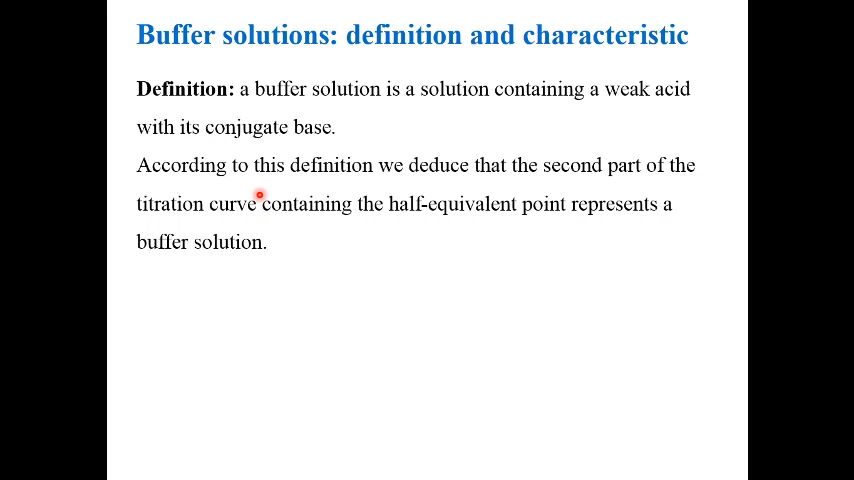 Buffer solutions: definition and characteristic
Definition: a buffer solution is a solution containing a weak acid
with its conjugate base.
According to this definition we deduce that the second part of the
titration curve containing the half-equivalent point represents a
buffer solution.